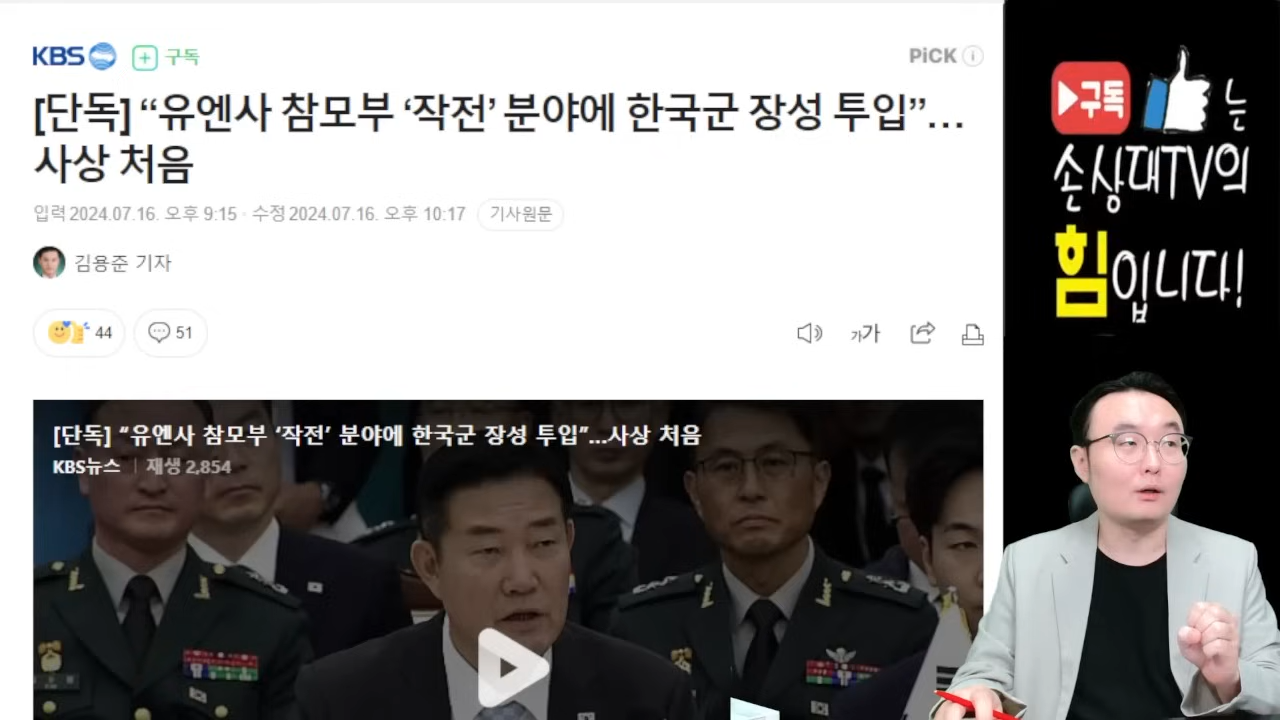 KBS 구독
PiCK
[단독] “유엔사 참모부 ‘작전’ 분야에 한국군 장성 투입”…
사상 처음
입력 2024.07.16. 오후 9:15 · 수정 2024.07.16. 오후 10:17 기사원문
김용준 기자
44 51
가가
[단독] “유엔사 참모부 ‘작전’ 분야에 한국군 장성 투입”...사상 처음
KBS뉴스 | 재생 2,854
구독 는
손상대TV의
힘입니다!